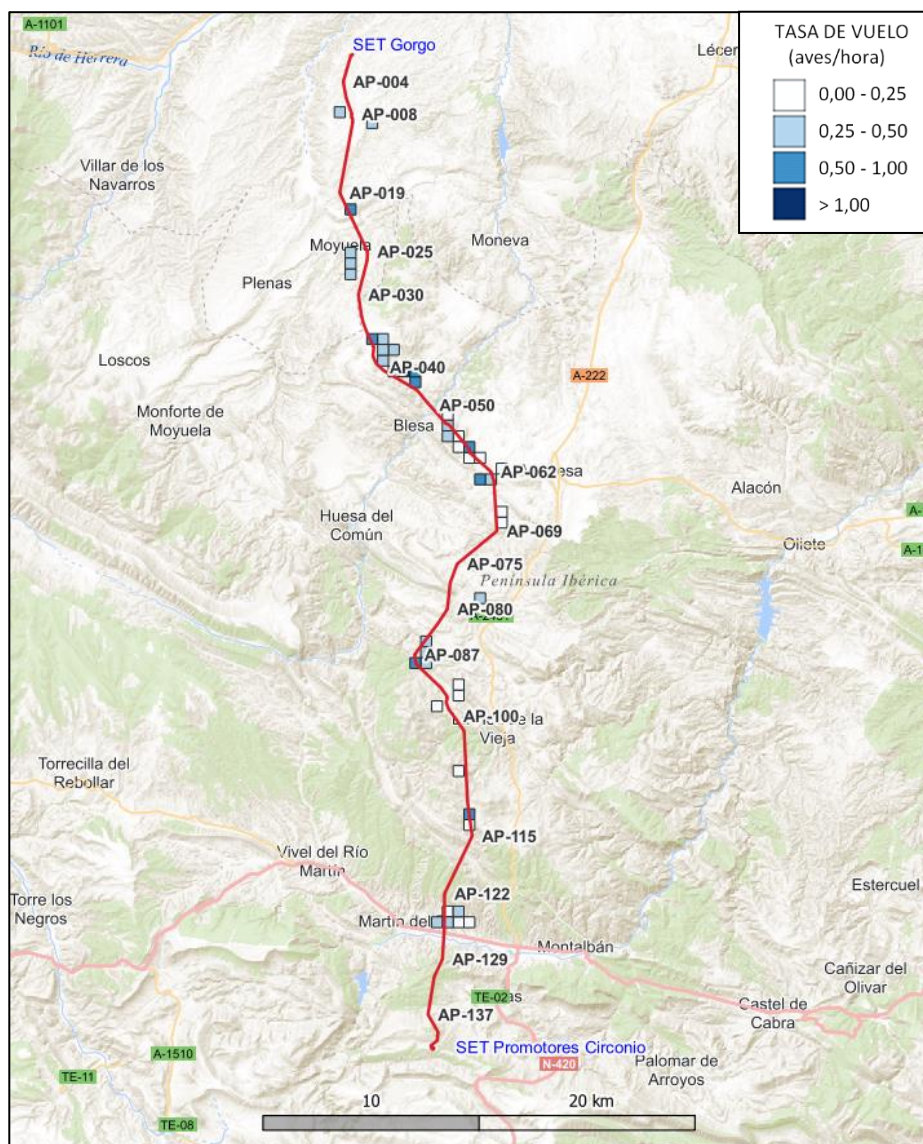 A-1101
SET Gorgo
TASA DE VUELO
(aves/hora)
0,00 - 0,25
0,25 - 0,50
0,50 - 1,00
> 1,00
Río de Herrera
Lécer
AP-004
AP-008
Villar de los
Navarros
AP-019
Moyuela
Moneva
AP-025
Plenas
AP-030
Loscos
AP-040
A-222
Monforte de
Moyuela
AP-050
Blesa
AP-062
esa
Alacón
Huesa del
Común
AP-069
A-
Oliete
A-1
AP-075
Península Ibérica
AP-080
AP-087
AP-100
de la
Vieja
Torrecilla del
Rebollar
AP-115
Vivel del Río
Martín
AP-122
Estercuel
Torre los
Negros
Martín del
Montalbán
AP-129
Cañizar del
Olivar
TE-02
as
Castel de
Cabra
AP-137
SET Promotores Circonio
A-1510
N-420
Palomar de
Arroyos
TE-11
10
20 km
TE-08